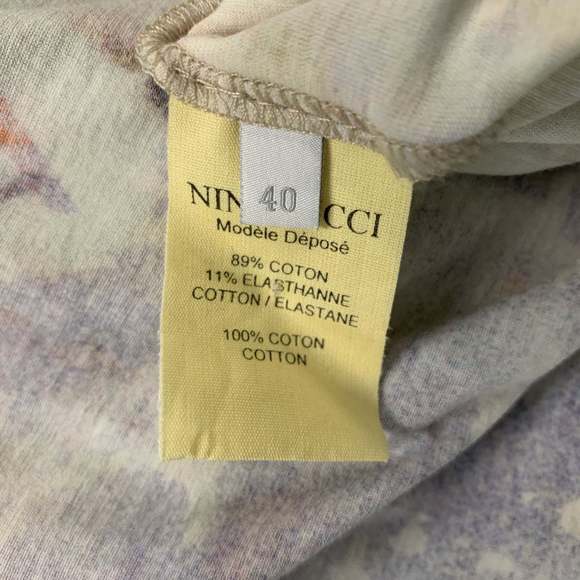 40
NIN CCI
Modèle Déposé
89% COTON
11% ELASTHANNE
COTTON / ELASTANE
100% COTON
COTTON